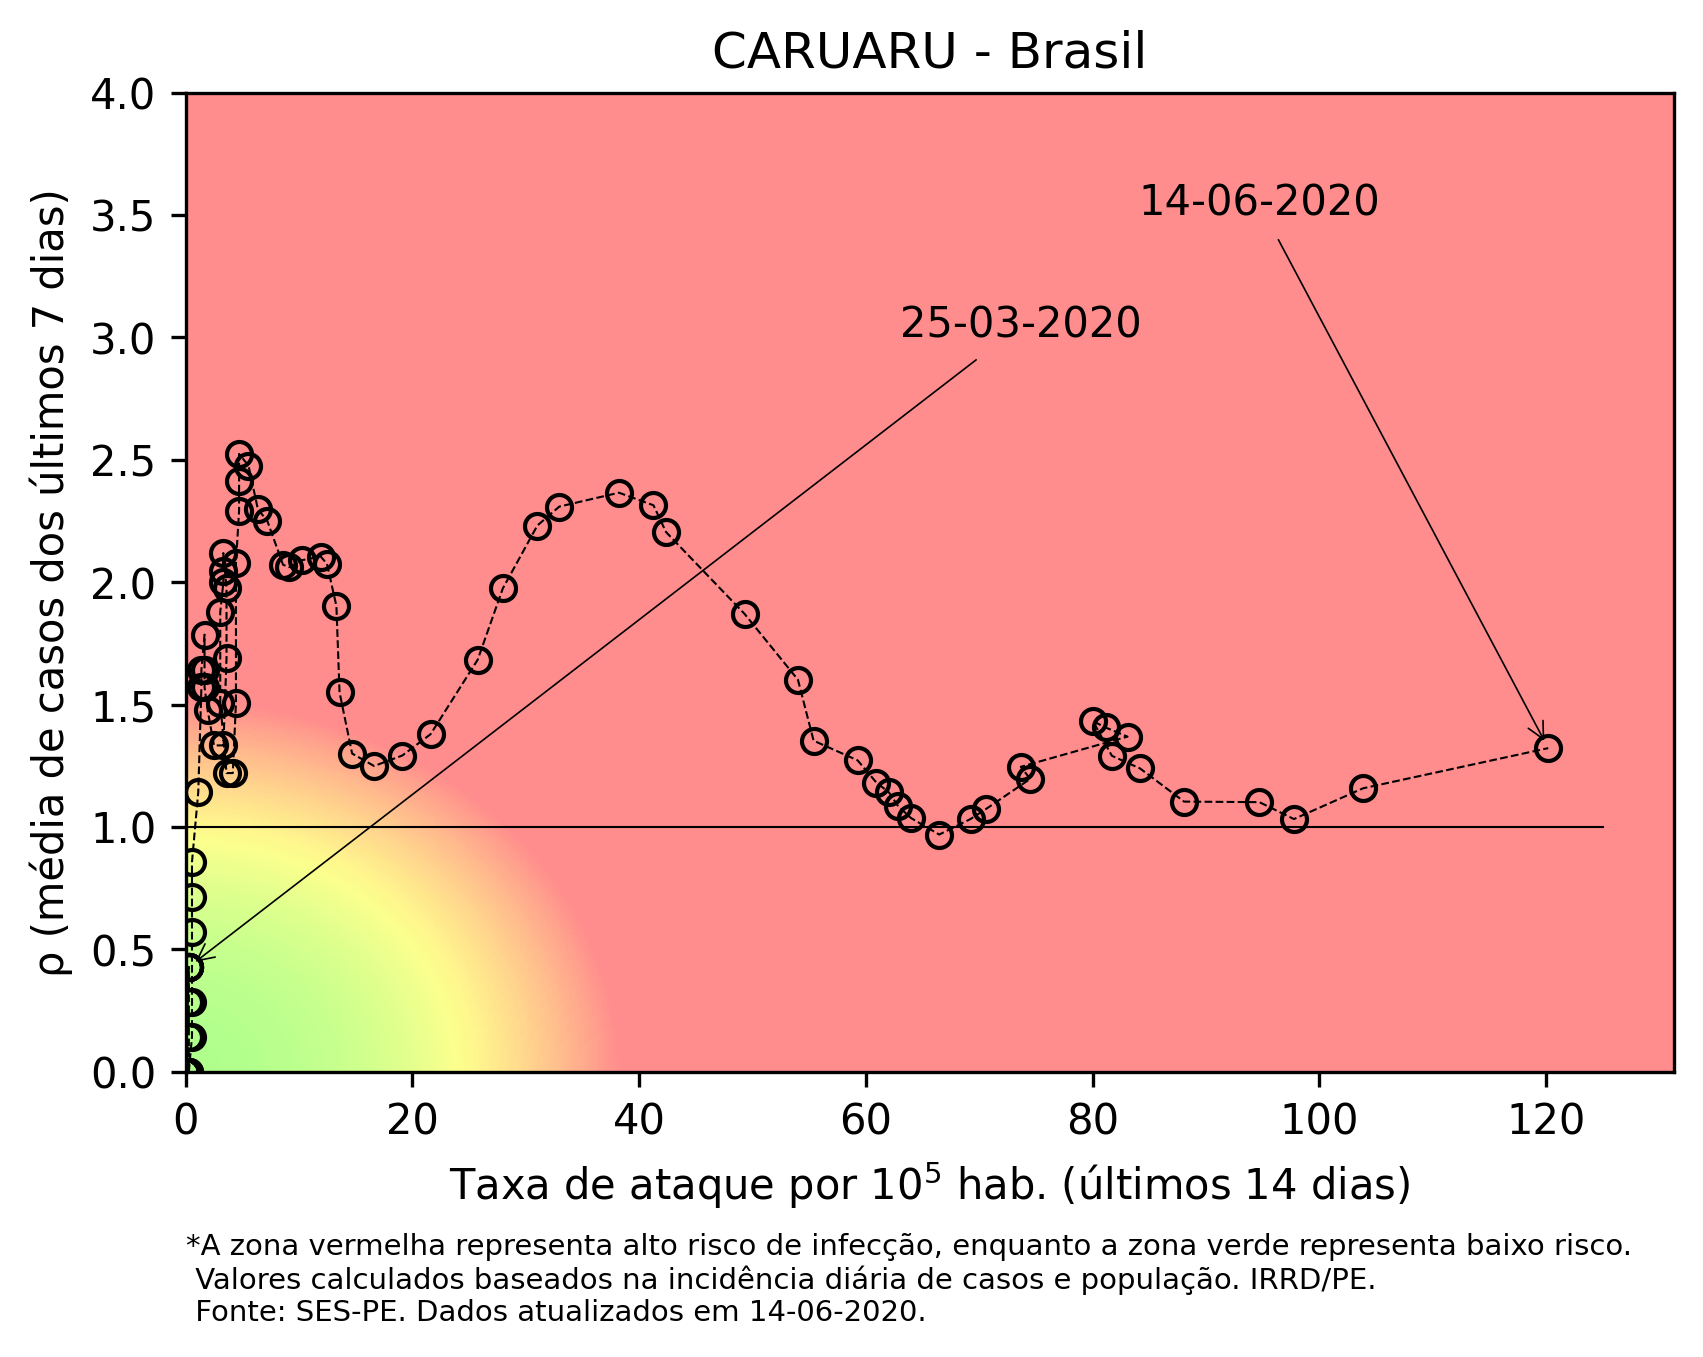 CARUARU - Brasil
4.0
3.5
3.0
2.5
2.0
1.5
1.0
0.5
0.0
ρ (média de casos dos últimos 7 dias)
14-06-2020
25-03-2020
0 20 40 60 80 100 120
Taxa de ataque por 10⁵ hab. (últimos 14 dias)
*A zona vermelha representa alto risco de infecção, enquanto a zona verde representa baixo risco.
Valores calculados baseados na incidência diária de casos e população. IRRD/PE.
Fonte: SES-PE. Dados atualizados em 14-06-2020.